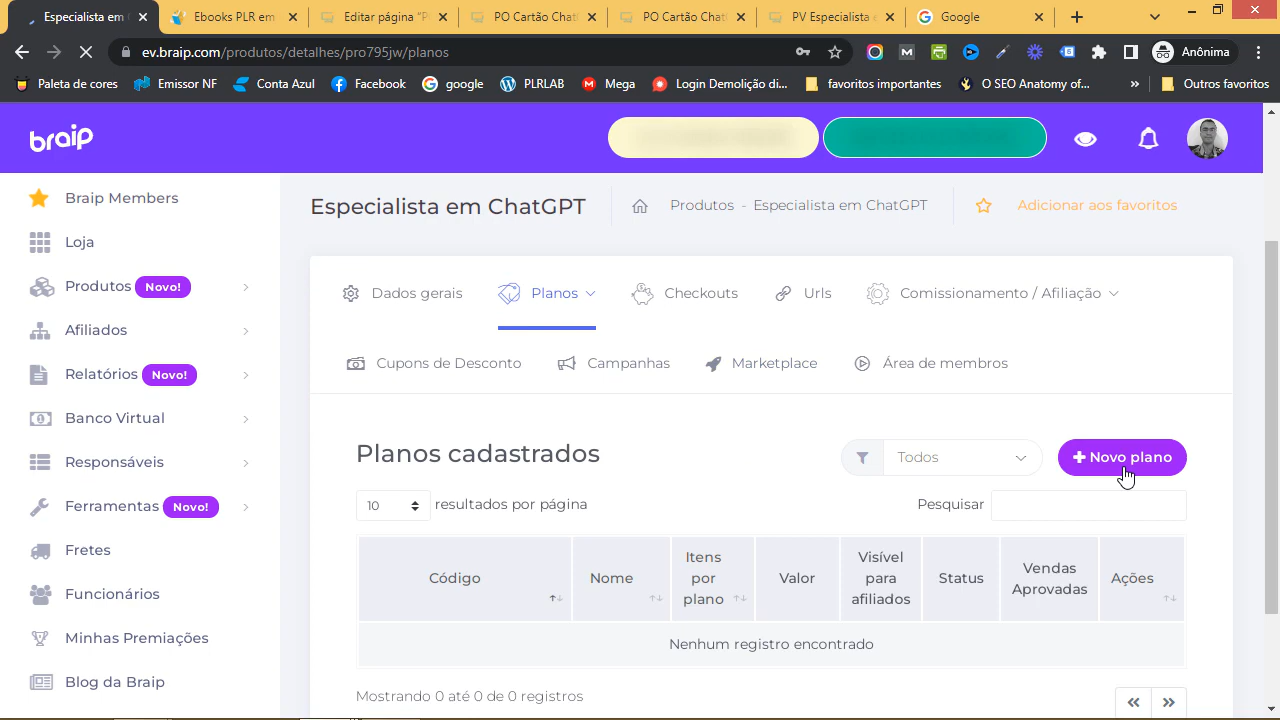 Especialista em
Ebooks PLR em
Editar página "P
PO Cartão Chat
PO Cartão Chat
PV Especialista e
Google
ev.braip.com/produtos/detalhes/pro795jw/planos
Anônima
Paleta de cores
Emissor NF
Conta Azul
Facebook
google
PLRLAB
Mega
Login Demolição di...
favoritos importantes
O SEO Anatomy of...
»
Outros favoritos
braip
Braip Members
Loja
Produtos Novo!
Afiliados
Relatórios Novo!
Banco Virtual
Responsáveis
Ferramentas Novo!
Fretes
Funcionários
Minhas Premiações
Blog da Braip
Especialista em ChatGPT
Produtos - Especialista em ChatGPT
Adicionar aos favoritos
Dados gerais
Planos
Checkouts
Urls
Comissionamento / Afiliação
Cupons de Desconto
Campanhas
Marketplace
Área de membros
Planos cadastrados
Todos
+ Novo plano
10 resultados por página
Pesquisar
Código
Nome
Itens por plano
Valor
Visível para afiliados
Status
Vendas Aprovadas
Ações
Nenhum registro encontrado
Mostrando 0 até 0 de 0 registros
« »